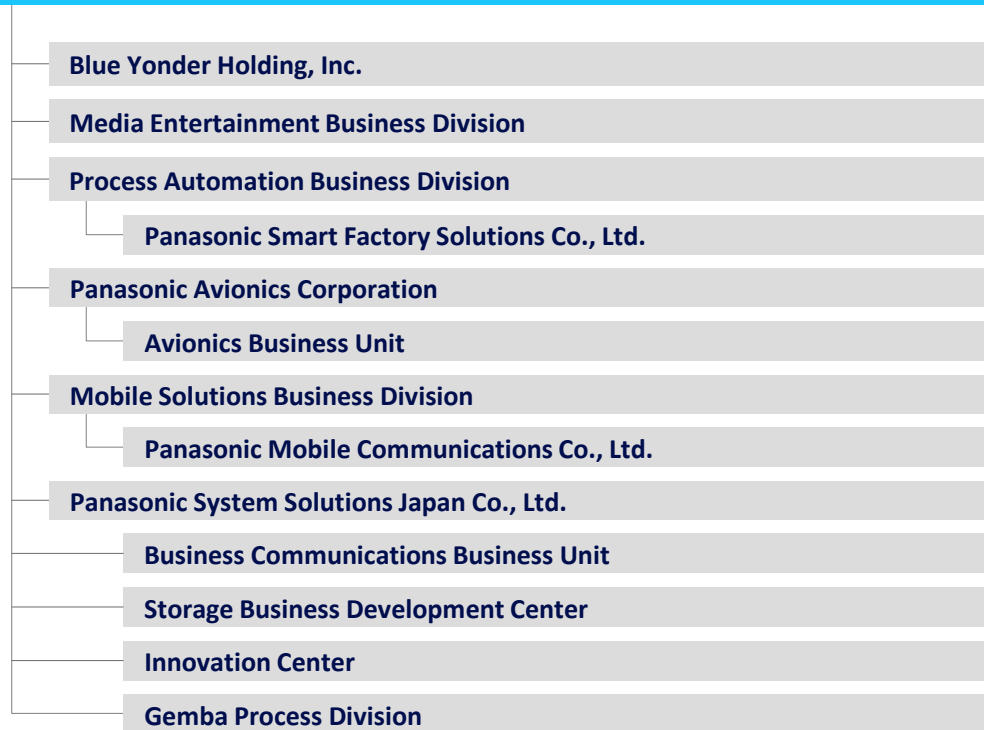 Blue Yonder Holding, Inc.
Media Entertainment Business Division
Process Automation Business Division
Panasonic Smart Factory Solutions Co., Ltd.
Panasonic Avionics Corporation
Avionics Business Unit
Mobile Solutions Business Division
Panasonic Mobile Communications Co., Ltd.
Panasonic System Solutions Japan Co., Ltd.
Business Communications Business Unit
Storage Business Development Center
Innovation Center
Gemba Process Division